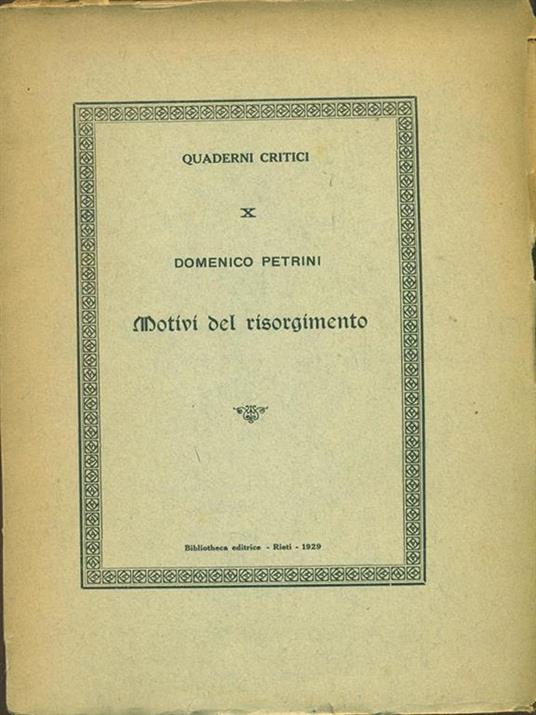 QUADERNI CRITICI
X
DOMENICO PETRINI
Motivi del risorgimento
Bibliotheca editrice - Rieti - 1929